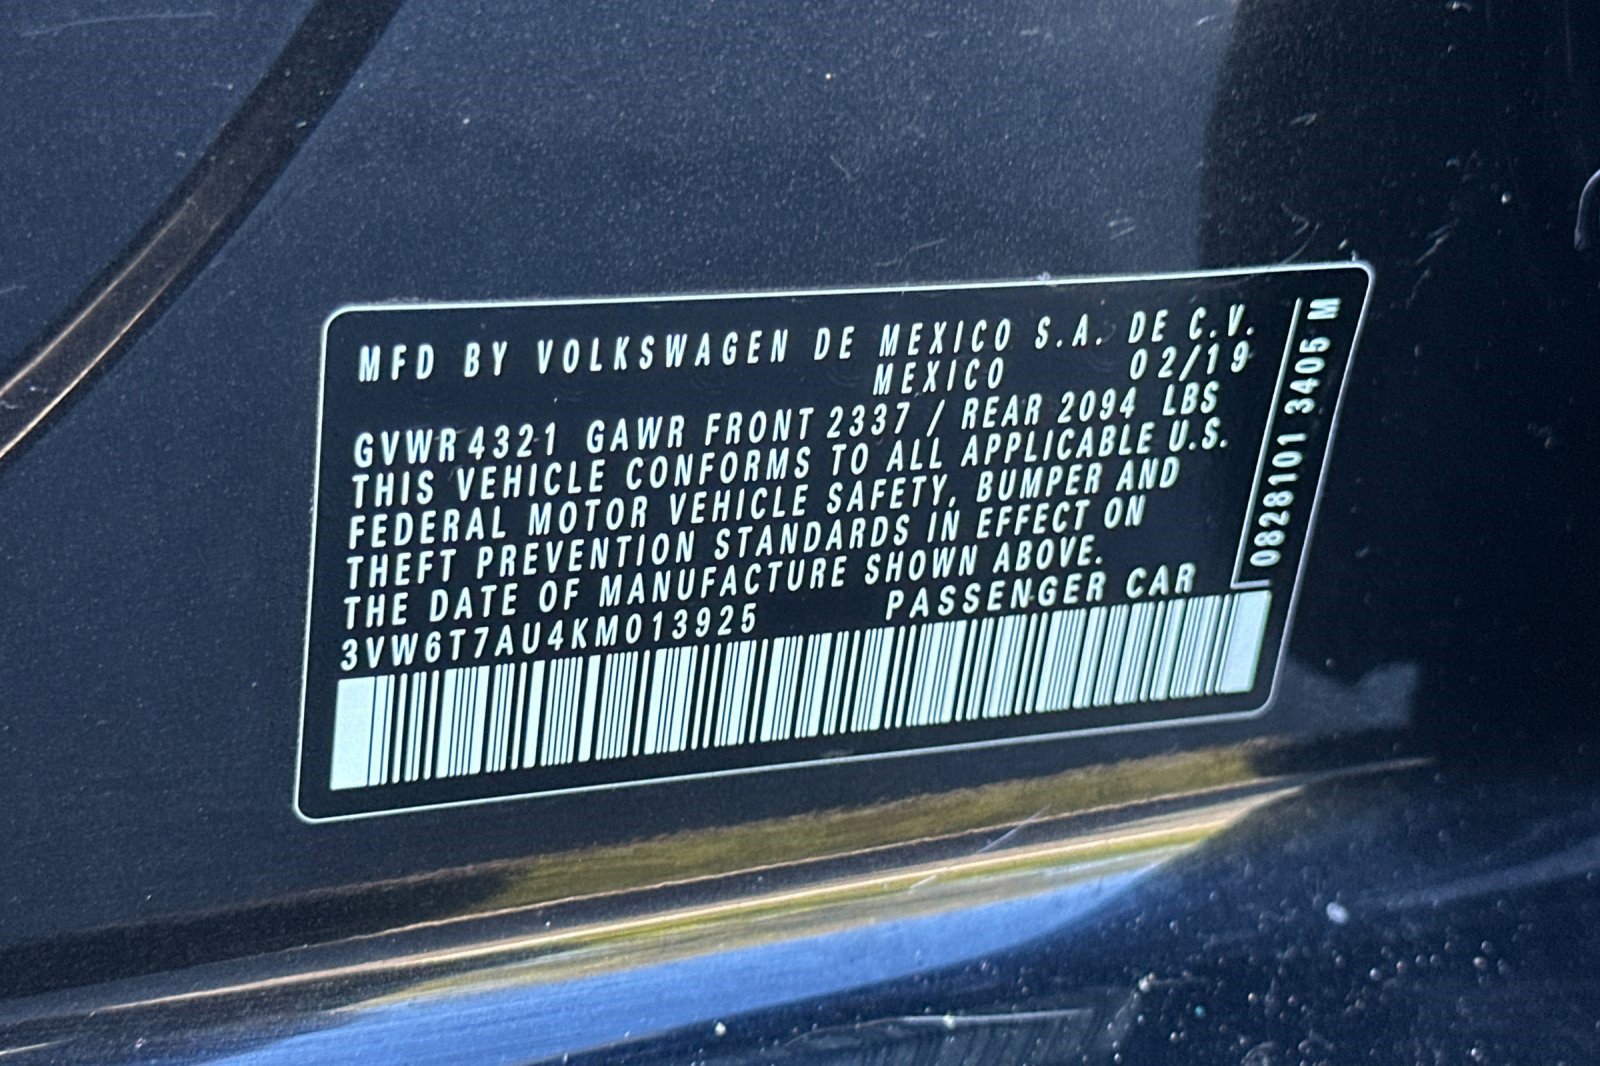 MFD BY VOLKSWAGEN DE MEXICO S.A. DE C.V.
MEXICO 02/19
GVWR 4321 GAWR FRONT 2337 / REAR 2094 LBS
THIS VEHICLE CONFORMS TO ALL APPLICABLE U.S.
FEDERAL MOTOR VEHICLE SAFETY, BUMPER AND
THEFT PREVENTION STANDARDS IN EFFECT ON
THE DATE OF MANUFACTURE SHOWN ABOVE.
3VW6T7AU4KM013925 PASSENGER CAR
0828101 3405 M